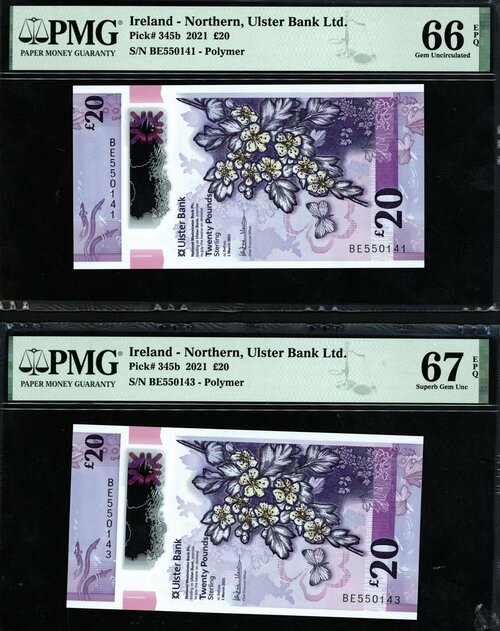 PMG®
PAPER MONEY GUARANTY
Ireland - Northern, Ulster Bank Ltd.
Pick# 345b 2021 £20
S/N BE550141 - Polymer
66 EPQ
Gem Uncirculated
£20
BE550141
Ulster Bank
Twenty Pounds
Sterling
£20
BE550141
PMG®
PAPER MONEY GUARANTY
Ireland - Northern, Ulster Bank Ltd.
Pick# 345b 2021 £20
S/N BE550143 - Polymer
67 EPQ
Superb Gem Unc
£20
BE550143
Ulster Bank
Twenty Pounds
Sterling
£20
BE550143